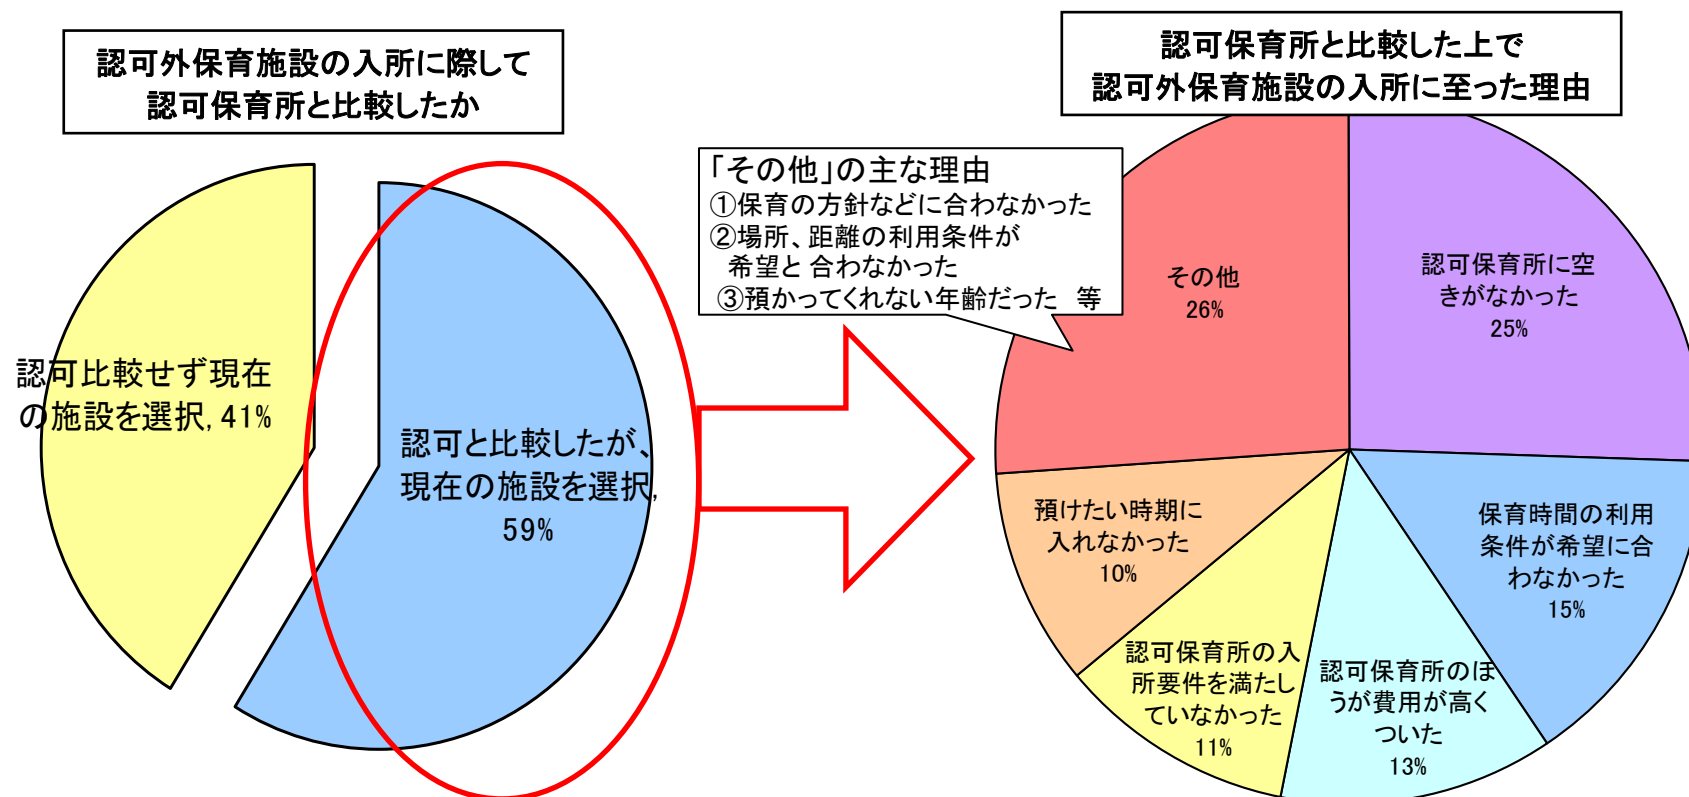 認可外保育施設の入所に際して
認可保育所と比較したか
認可比較せず現在
の施設を選択, 41%
認可と比較したが、
現在の施設を選択,
59%
「その他」の主な理由
①保育の方針などに合わなかった
②場所、距離の利用条件が
希望と 合わなかった
③預かってくれない年齢だった 等
認可保育所と比較した上で
認可外保育施設の入所に至った理由
認可保育所に空
きがなかった
25%
保育時間の利用
条件が希望に合
わなかった
15%
認可保育所のほ
うが費用が高く
ついた
13%
認可保育所の入
所要件を満たし
ていなかった
11%
預けたい時期に
入れなかった
10%
その他
26%